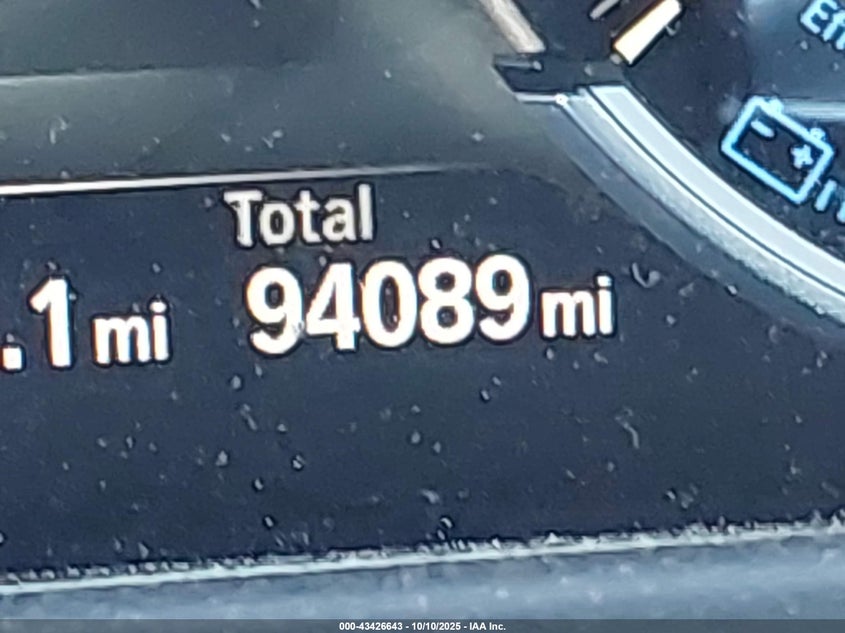 Total
.1 mi 94089 mi
000-43426643 - 10/10/2025 - IAA Inc.